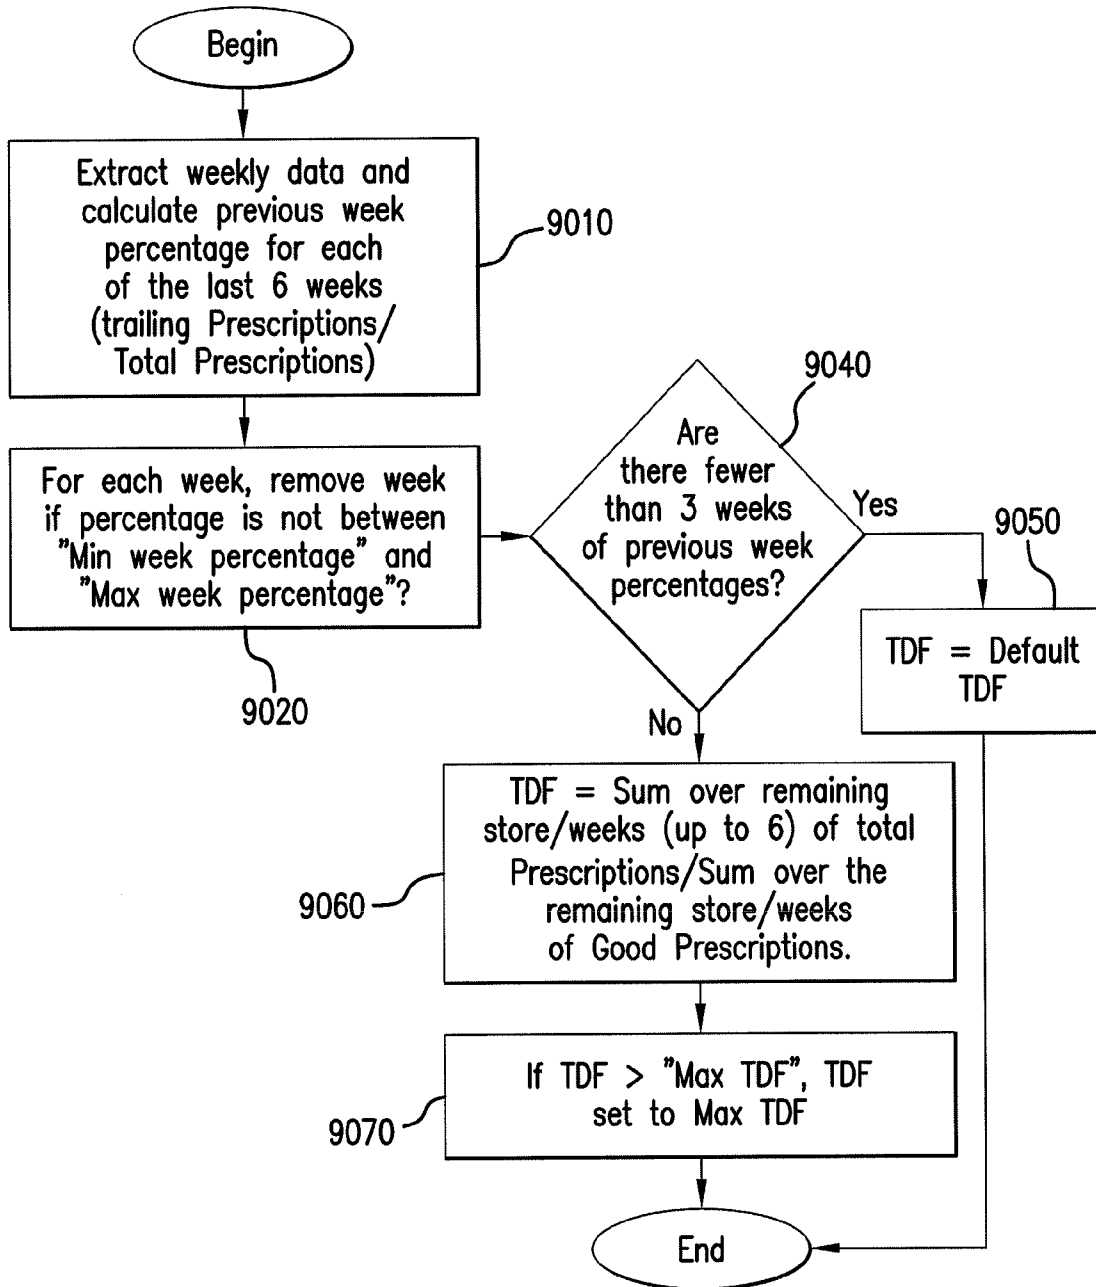 Begin
Extract weekly data and
calculate previous week
percentage for each
of the last 6 weeks
(trailing Prescriptions/
Total Prescriptions)
9010
For each week, remove week
if percentage is not between
"Min week percentage" and
"Max week percentage"?
9020
Are
there fewer
than 3 weeks
of previous week
percentages?
9040
Yes
9050
TDF = Default
TDF
No
TDF = Sum over remaining
store/weeks (up to 6) of total
Prescriptions/Sum over the
remaining store/weeks
of Good Prescriptions.
9060
If TDF > "Max TDF", TDF
set to Max TDF
9070
End